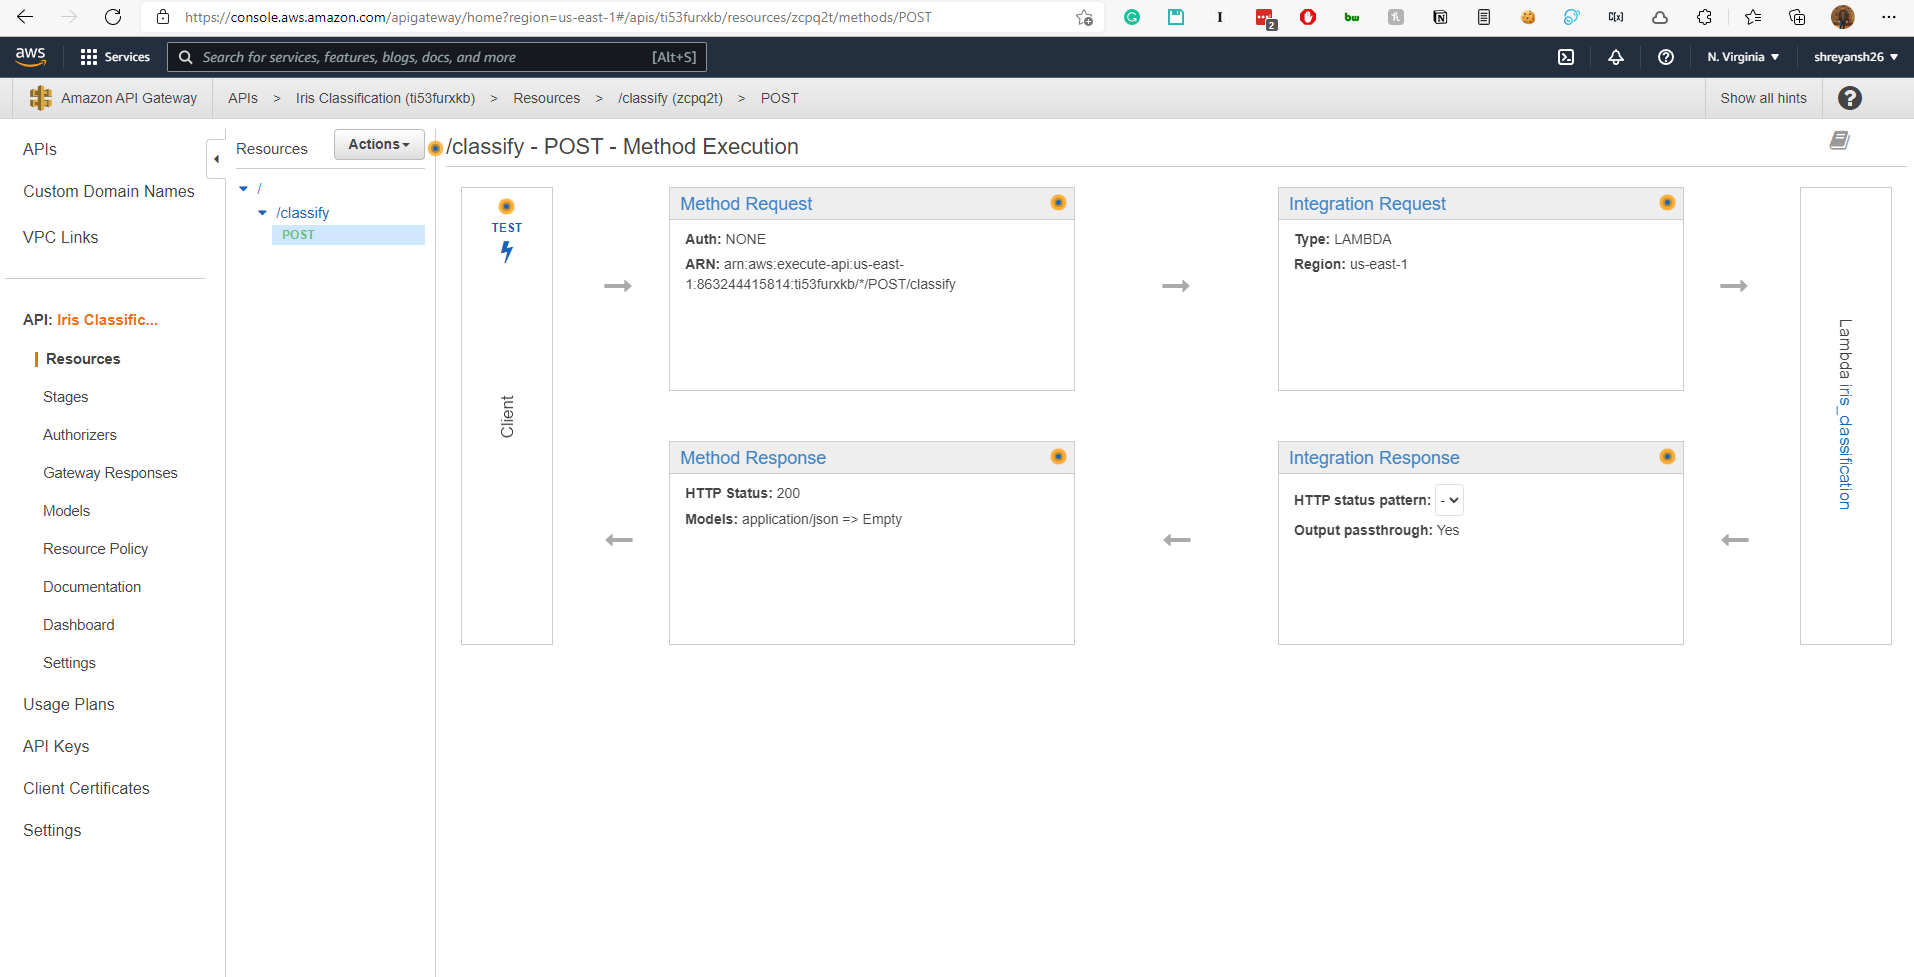 https://console.aws.amazon.com/apigateway/home?region=us-east-1#/apis/ti53furxkb/resources/zcpq2t/methods/POST
2
bw
aws Services Search for services, features, blogs, docs, and more [Alt+S] N. Virginia shreyansh26
Amazon API Gateway APIs > Iris Classification (ti53furxkb) > Resources > /classify (zcpq2t) > POST Show all hints ?
APIs
Custom Domain Names
VPC Links
API: Iris Classific...
Resources
Stages
Authorizers
Gateway Responses
Models
Resource Policy
Documentation
Dashboard
Settings
Usage Plans
API Keys
Client Certificates
Settings
Resources Actions
/
/classify
POST
/classify - POST - Method Execution
TEST
Client
Method Request
Auth: NONE
ARN: arn:aws:execute-api:us-east-
1:863244415814:ti53furxkb/*/POST/classify
Integration Request
Type: LAMBDA
Region: us-east-1
Method Response
HTTP Status: 200
Models: application/json => Empty
Integration Response
HTTP status pattern: -
Output passthrough: Yes
Lambda iris_classification